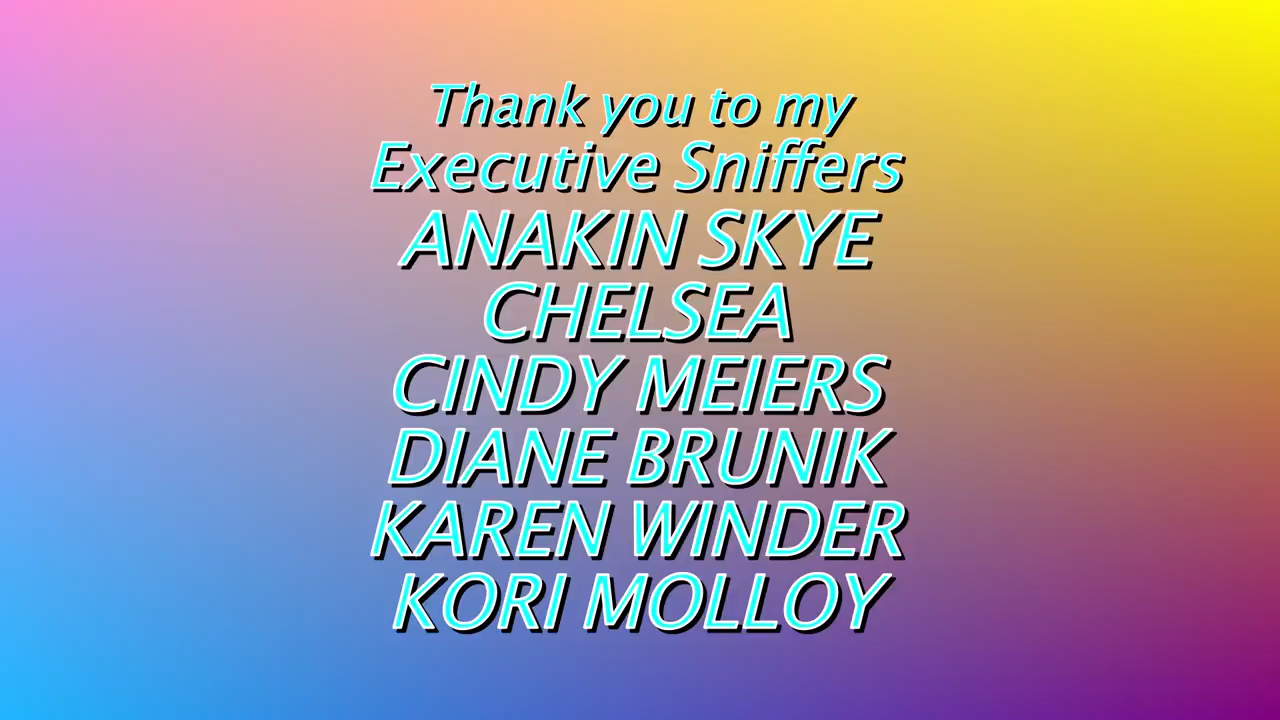 Thank you to my
Executive Sniffers
ANAKIN SKYE
CHELSEA
CINDY MEIERS
DIANE BRUNIK
KAREN WINDER
KORI MOLLOY